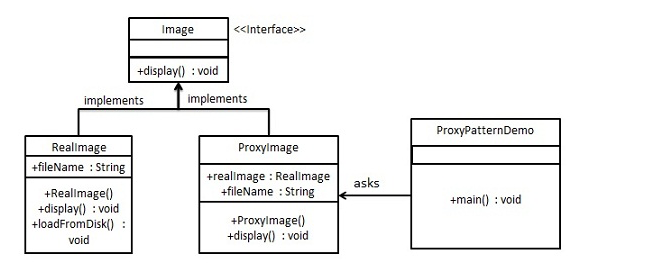 Image
<<Interface>>
+display() : void
implements
implements
RealImage
+fileName : String
+RealImage()
+display() : void
+loadFromDisk() :
void
ProxyImage
+realImage : RealImage
+fileName : String
+ProxyImage()
+display() : void
asks
ProxyPatternDemo
+main() : void